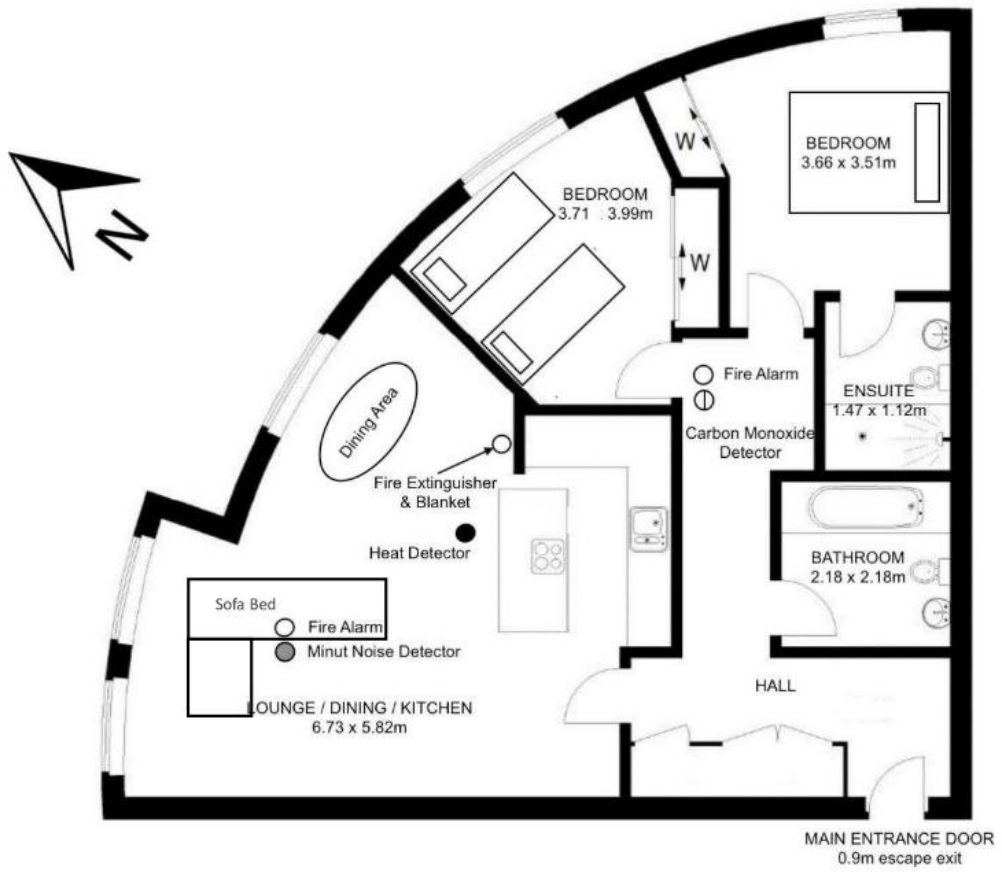 BEDROOM
3.66 x 3.51m
W
BEDROOM
3.71 : 3.99m
W
N
Fire Alarm
Carbon Monoxide
Detector
ENSUITE
1.47 x 1.12m
Dining Area
Fire Extinguisher
& Blanket
Heat Detector
BATHROOM
2.18 x 2.18m
Sofa Bed
Fire Alarm
Minut Noise Detector
LOUNGE / DINING / KITCHEN
6.73 x 5.82m
HALL
MAIN ENTRANCE DOOR
0.9m escape exit